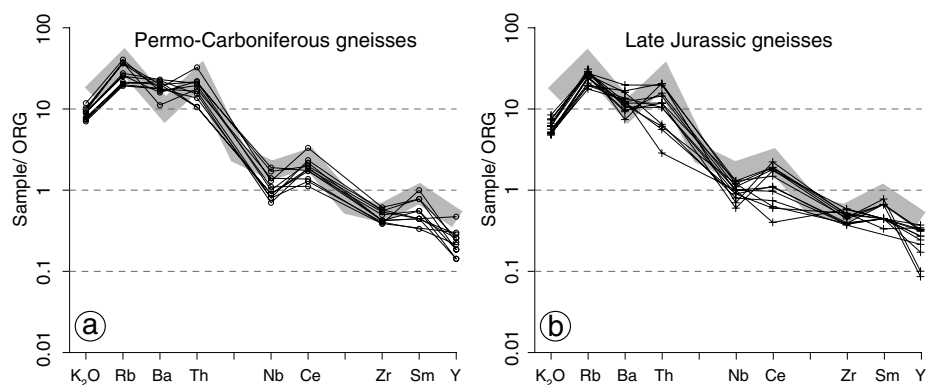 Permo-Carboniferous gneisses
Sample/ ORG
100
10
1
0.1
0.01
a
K₂O Rb Ba Th Nb Ce Zr Sm Y
Late Jurassic gneisses
Sample/ ORG
100
10
1
0.1
0.01
b
K₂O Rb Ba Th Nb Ce Zr Sm Y